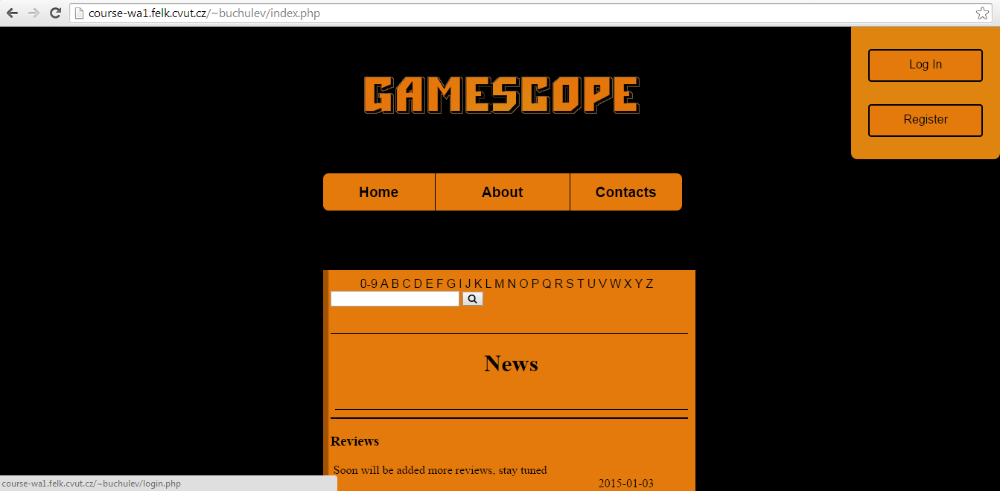 course-wa1.felk.cvut.cz/~buchulev/index.php
Log In
Register
GAMESCOPE
Home About Contacts
0-9 A B C D E F G I J K L M N O P Q R S T U V W X Y Z
News
Reviews
Soon will be added more reviews, stay tuned
2015-01-03
course-wa1.felk.cvut.cz/~buchulev/login.php